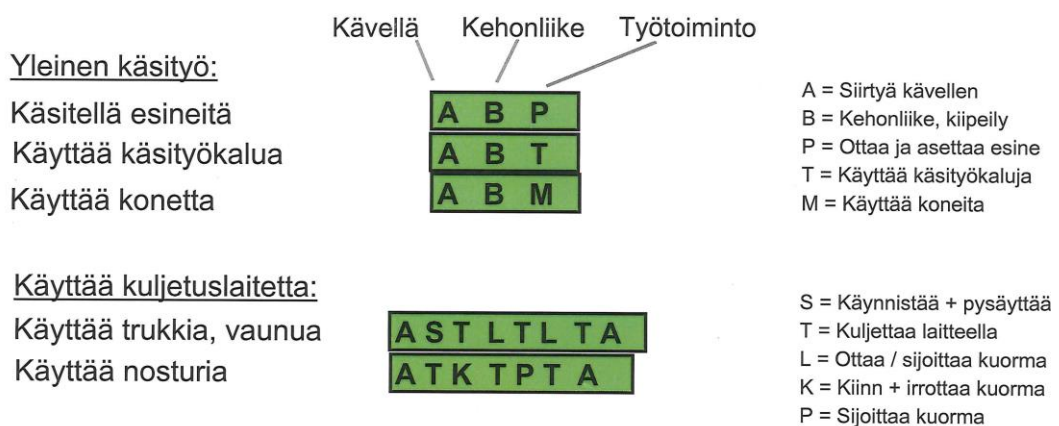 Kävellä Kehonliike Työtoiminto
Yleinen käsityö:
Käsitellä esineitä A B P
Käyttää käsityökalua A B T
Käyttää konetta A B M
A = Siirtyä kävellen
B = Kehonliike, kiipeily
P = Ottaa ja asettaa esine
T = Käyttää käsityökaluja
M = Käyttää koneita
Käyttää kuljetuslaitetta:
Käyttää trukkia, vaunua A S T L T L T A
Käyttää nosturia A T K T P T A
S = Käynnistää + pysäyttää
T = Kuljettaa laitteella
L = Ottaa / sijoittaa kuorma
K = Kiinn + irrottaa kuorma
P = Sijoittaa kuorma